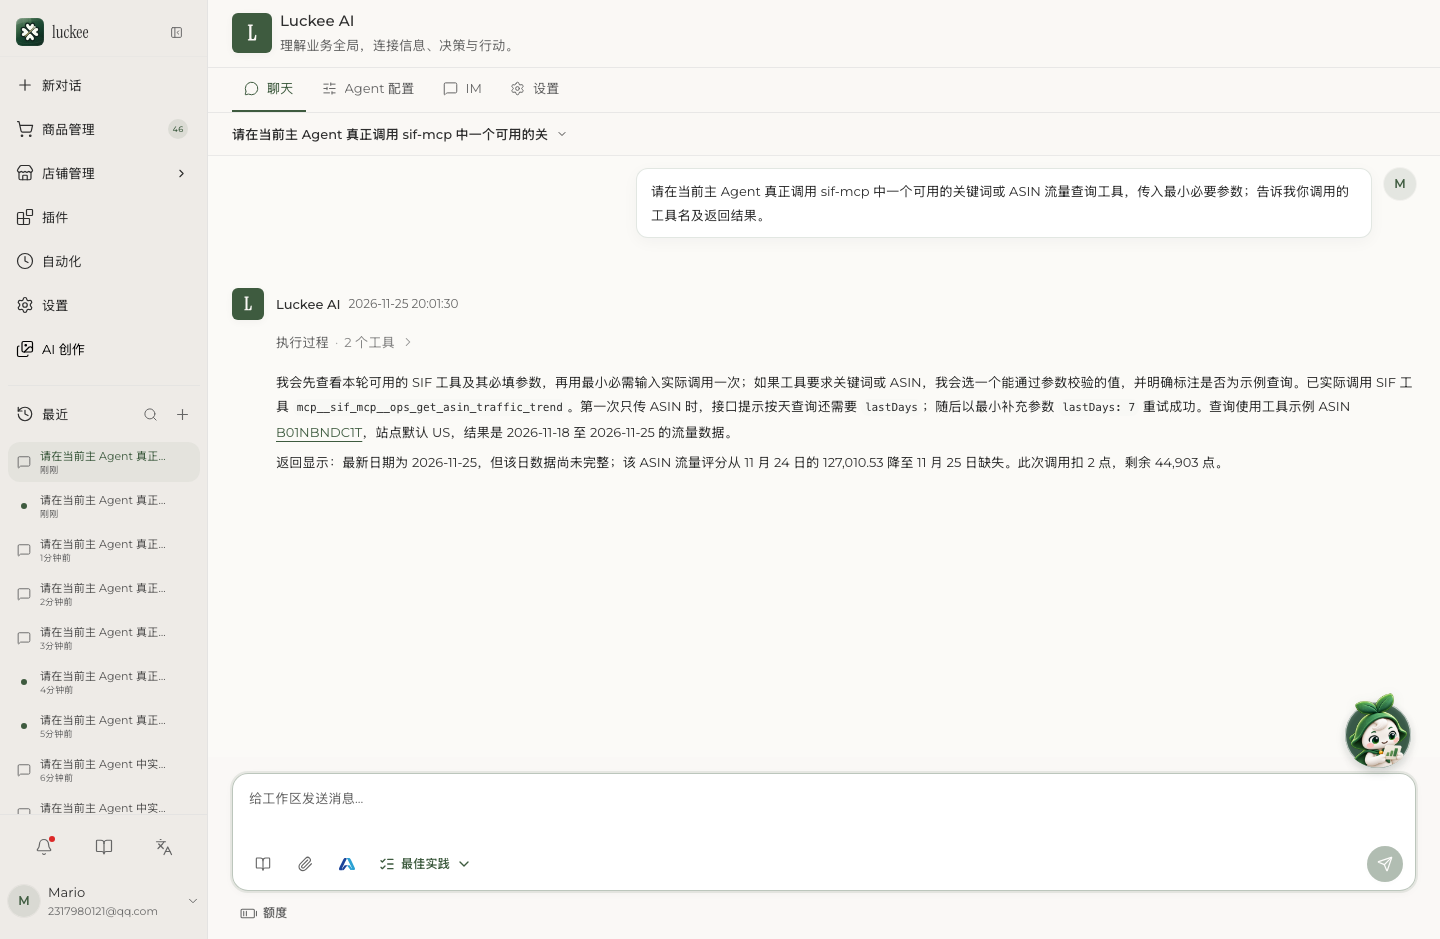 luckee
新对话
商品管理
46
店铺管理
插件
自动化
设置
AI 创作
最近
请在当前主 Agent 真正...
刚刚
请在当前主 Agent 真正...
刚刚
请在当前主 Agent 真正...
1分钟前
请在当前主 Agent 真正...
2分钟前
请在当前主 Agent 真正...
3分钟前
请在当前主 Agent 真正...
4分钟前
请在当前主 Agent 真正...
5分钟前
请在当前主 Agent 中实...
6分钟前
请在当前主 Agent 中实...
M
Mario
2317980121@qq.com
L
Luckee AI
理解业务全局，连接信息、决策与行动。
聊天
Agent 配置
IM
设置
请在当前主 Agent 真正调用 sif-mcp 中一个可用的关
请在当前主 Agent 真正调用 sif-mcp 中一个可用的关键词或 ASIN 流量查询工具，传入最小必要参数；告诉我你调用的
工具名及返回结果。
M
L
Luckee AI 2026-11-25 20:01:30
执行过程 · 2 个工具
我会先查看本轮可用的 SIF 工具及其必填参数，再用最小必需输入实际调用一次；如果工具要求关键词或 ASIN，我会选一个能通过参数校验的值，并明确标注是否为示例查询。已实际调用 SIF 工
具 mcp__sif_mcp__ops_get_asin_traffic_trend 。第一次只传 ASIN 时，接口提示按天查询还需要 lastDays ；随后以最小补充参数 lastDays: 7 重试成功。查询使用工具示例 ASIN
B01NBNDC1T，站点默认 US，结果是 2026-11-18 至 2026-11-25 的流量数据。
返回显示：最新日期为 2026-11-25，但该日数据尚未完整；该 ASIN 流量评分从 11 月 24 日的 127,010.53 降至 11 月 25 日缺失。此次调用扣 2 点，剩余 44,903 点。
给工作区发送消息...
最佳实践
额度